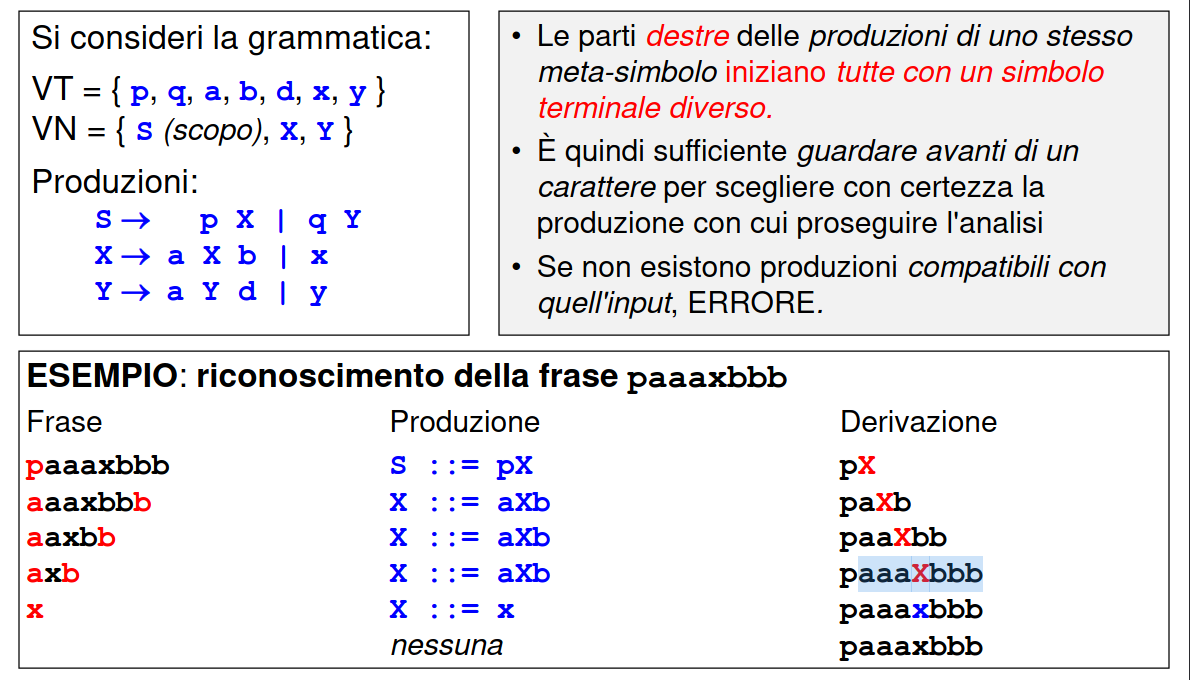 Si consideri la grammatica:
VT = { p, q, a, b, d, x, y }
VN = { S (scopo), X, Y }
Produzioni:
S → p X | q Y
X → a X b | x
Y → a Y d | y
• Le parti destre delle produzioni di uno stesso
meta-simbolo iniziano tutte con un simbolo
terminale diverso.
• È quindi sufficiente guardare avanti di un
carattere per scegliere con certezza la
produzione con cui proseguire l'analisi
• Se non esistono produzioni compatibili con
quell'input, ERRORE.
ESEMPIO: riconoscimento della frase paaaxbbb
Frase Produzione Derivazione
paaaxbbb S ::= pX pX
aaaxbbb X ::= aXb paXb
aaxbb X ::= aXb paaXbb
axb X ::= aXb paaaXbbb
x X ::= x paaaxbbb
nessuna paaaxbbb